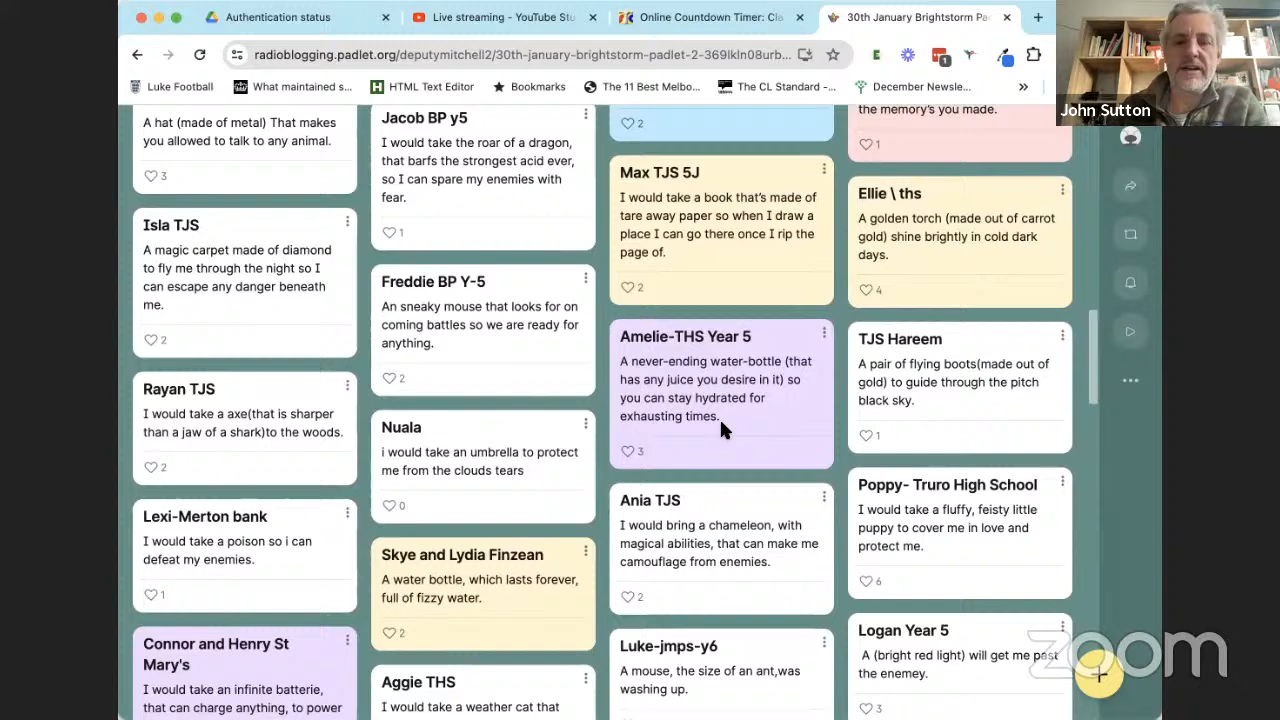 Authentication status
Live streaming - YouTube Stu
Online Countdown Timer: Cle
30th January Brightstorm Pa
radioblogging.padlet.org/deputymitchell2/30th-january-brightstorm-padlet-2-369lkln08urb...
Luke Football
What maintained s...
HTML Text Editor
Bookmarks
The 11 Best Melbo...
The CL Standard -...
December Newsle...
John Sutton
A hat (made of metal) That makes
you allowed to talk to any animal.
3
Isla TJS
A magic carpet made of diamond
to fly me through the night so I
can escape any danger beneath
me.
2
Rayan TJS
I would take a axe(that is sharper
than a jaw of a shark)to the woods.
2
Lexi-Merton bank
I would take a poison so i can
defeat my enemies.
1
Connor and Henry St
Mary's
I would take an infinite batterie,
that can charge anything, to power
Jacob BP y5
I would take the roar of a dragon,
that barfs the strongest acid ever,
so I can spare my enemies with
fear.
1
Freddie BP Y-5
An sneaky mouse that looks for on
coming battles so we are ready for
anything.
2
Nuala
i would take an umbrella to protect
me from the clouds tears
0
Skye and Lydia Finzean
A water bottle, which lasts forever,
full of fizzy water.
2
Aggie THS
I would take a weather cat that
2
Max TJS 5J
I would take a book that's made of
tare away paper so when I draw a
place I can go there once I rip the
page of.
2
Amelie-THS Year 5
A never-ending water-bottle (that
has any juice you desire in it) so
you can stay hydrated for
exhausting times.
3
Ania TJS
I would bring a chameleon, with
magical abilities, that can make me
camouflage from enemies.
2
Luke-jmps-y6
A mouse, the size of an ant,was
washing up.
the memory's you made.
1
Ellie \ ths
A golden torch (made out of carrot
gold) shine brightly in cold dark
days.
4
TJS Hareem
A pair of flying boots(made out of
gold) to guide through the pitch
black sky.
1
Poppy- Truro High School
I would take a fluffy, feisty little
puppy to cover me in love and
protect me.
6
Logan Year 5
A (bright red light) will get me past
the enemey.
3
zoom